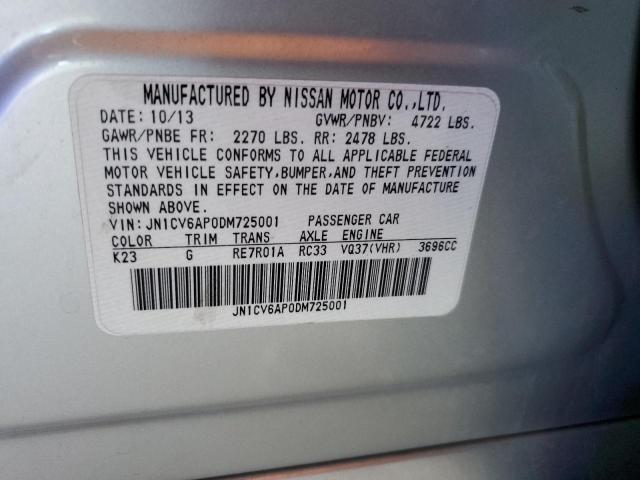 MANUFACTURED BY NISSAN MOTOR CO.,LTD.
DATE: 10/13 GVWR/PNBV: 4722 LBS.
GAWR/PNBE FR: 2270 LBS. RR: 2478 LBS.
THIS VEHICLE CONFORMS TO ALL APPLICABLE FEDERAL
MOTOR VEHICLE SAFETY,BUMPER,AND THEFT PREVENTION
STANDARDS IN EFFECT ON THE DATE OF MANUFACTURE
SHOWN ABOVE.
VIN: JN1CV6AP0DM725001 PASSENGER CAR
COLOR TRIM TRANS AXLE ENGINE
K23 G RE7R01A RC33 VQ37(VHR) 3696CC
JN1CV6AP0DM725001